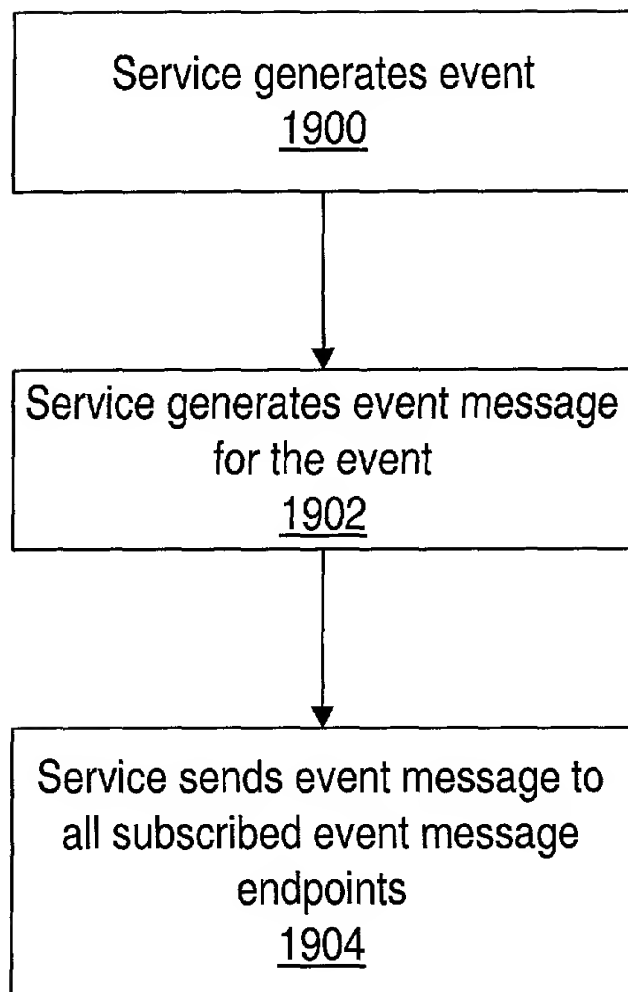 Service generates event
1900
Service generates event message
for the event
1902
Service sends event message to
all subscribed event message
endpoints
1904